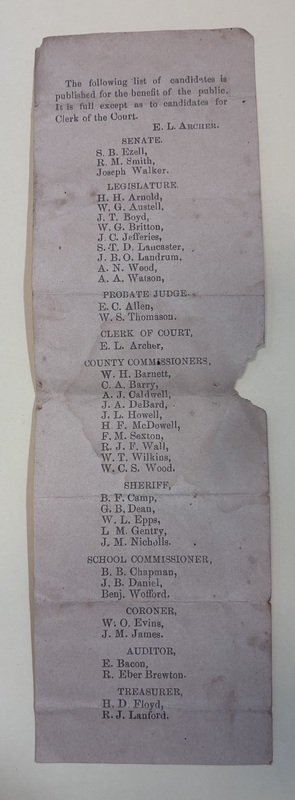 The following list of candidates is
published for the benefit of the public.
It is full except as to candidates for
Clerk of the Court.
E. L. ARCHER.
SENATE.
S. B. Ezell,
R. M. Smith,
Joseph Walker.
LEGISLATURE.
H. H. Arnold,
W. G. Austell,
J. T. Boyd,
W. G. Britton,
J. C. Jefferies,
S. T. D. Lancaster,
J. B. O. Landrum,
A. N. Wood,
A. A. Watson,
PROBATE JUDGE.
E. C. Allen,
W. S. Thomason.
CLERK OF COURT,
E. L. Archer,
COUNTY COMMISSIONERS,
W. H. Barnett,
C. A. Barry,
A. J. Caldwell,
J. A. DeBard,
J. L. Howell,
H F. McDowell,
F. M. Sexton,
R. J. F. Wall,
W. T. Wilkins,
W. C. S. Wood.
SHERIFF,
B. F. Camp,
G. B. Dean,
W. L. Epps,
L M. Gentry,
J. M. Nicholls.
SCHOOL COMMISSIONER,
B. B. Chapman,
J. B. Daniel,
Benj. Wofford.
CORONER,
W. O. Evins,
J. M. James.
AUDITOR,
E. Bacon,
R. Eber Brewton.
TREASURER,
H. D Floyd,
R. J. Lanford.